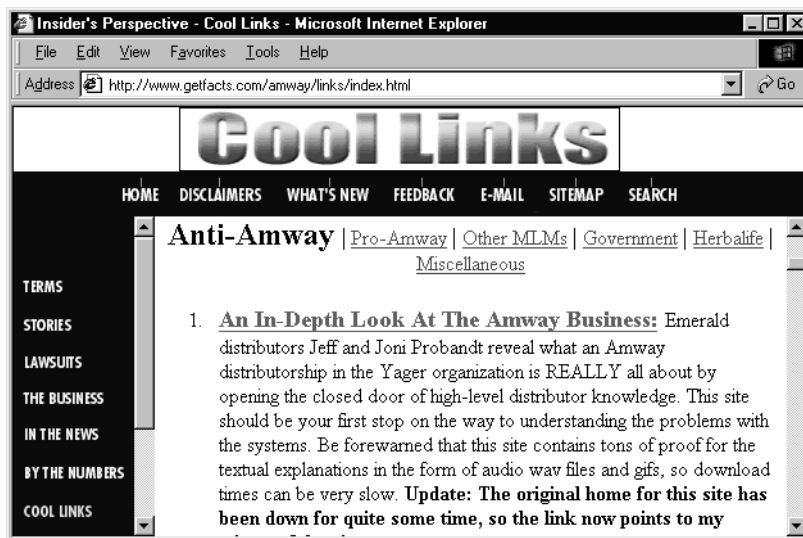 Insider's Perspective - Cool Links - Microsoft Internet Explorer
File Edit View Favorites Tools Help
Address http://www.getfacts.com/amway/links/index.html Go
Cool Links
HOME DISCLAIMERS WHAT'S NEW FEEDBACK E-MAIL SITEMAP SEARCH
TERMS
STORIES
LAWSUITS
THE BUSINESS
IN THE NEWS
BY THE NUMBERS
COOL LINKS
Anti-Amway | Pro-Amway | Other MLMs | Government | Herbalife |
Miscellaneous
1. An In-Depth Look At The Amway Business: Emerald
distributors Jeff and Joni Probandt reveal what an Amway
distributorship in the Yager organization is REALLY all about by
opening the closed door of high-level distributor knowledge. This site
should be your first stop on the way to understanding the problems with
the systems. Be forewarned that this site contains tons of proof for the
textual explanations in the form of audio wav files and gifs, so download
times can be very slow. Update: The original home for this site has
been down for quite some time, so the link now points to my